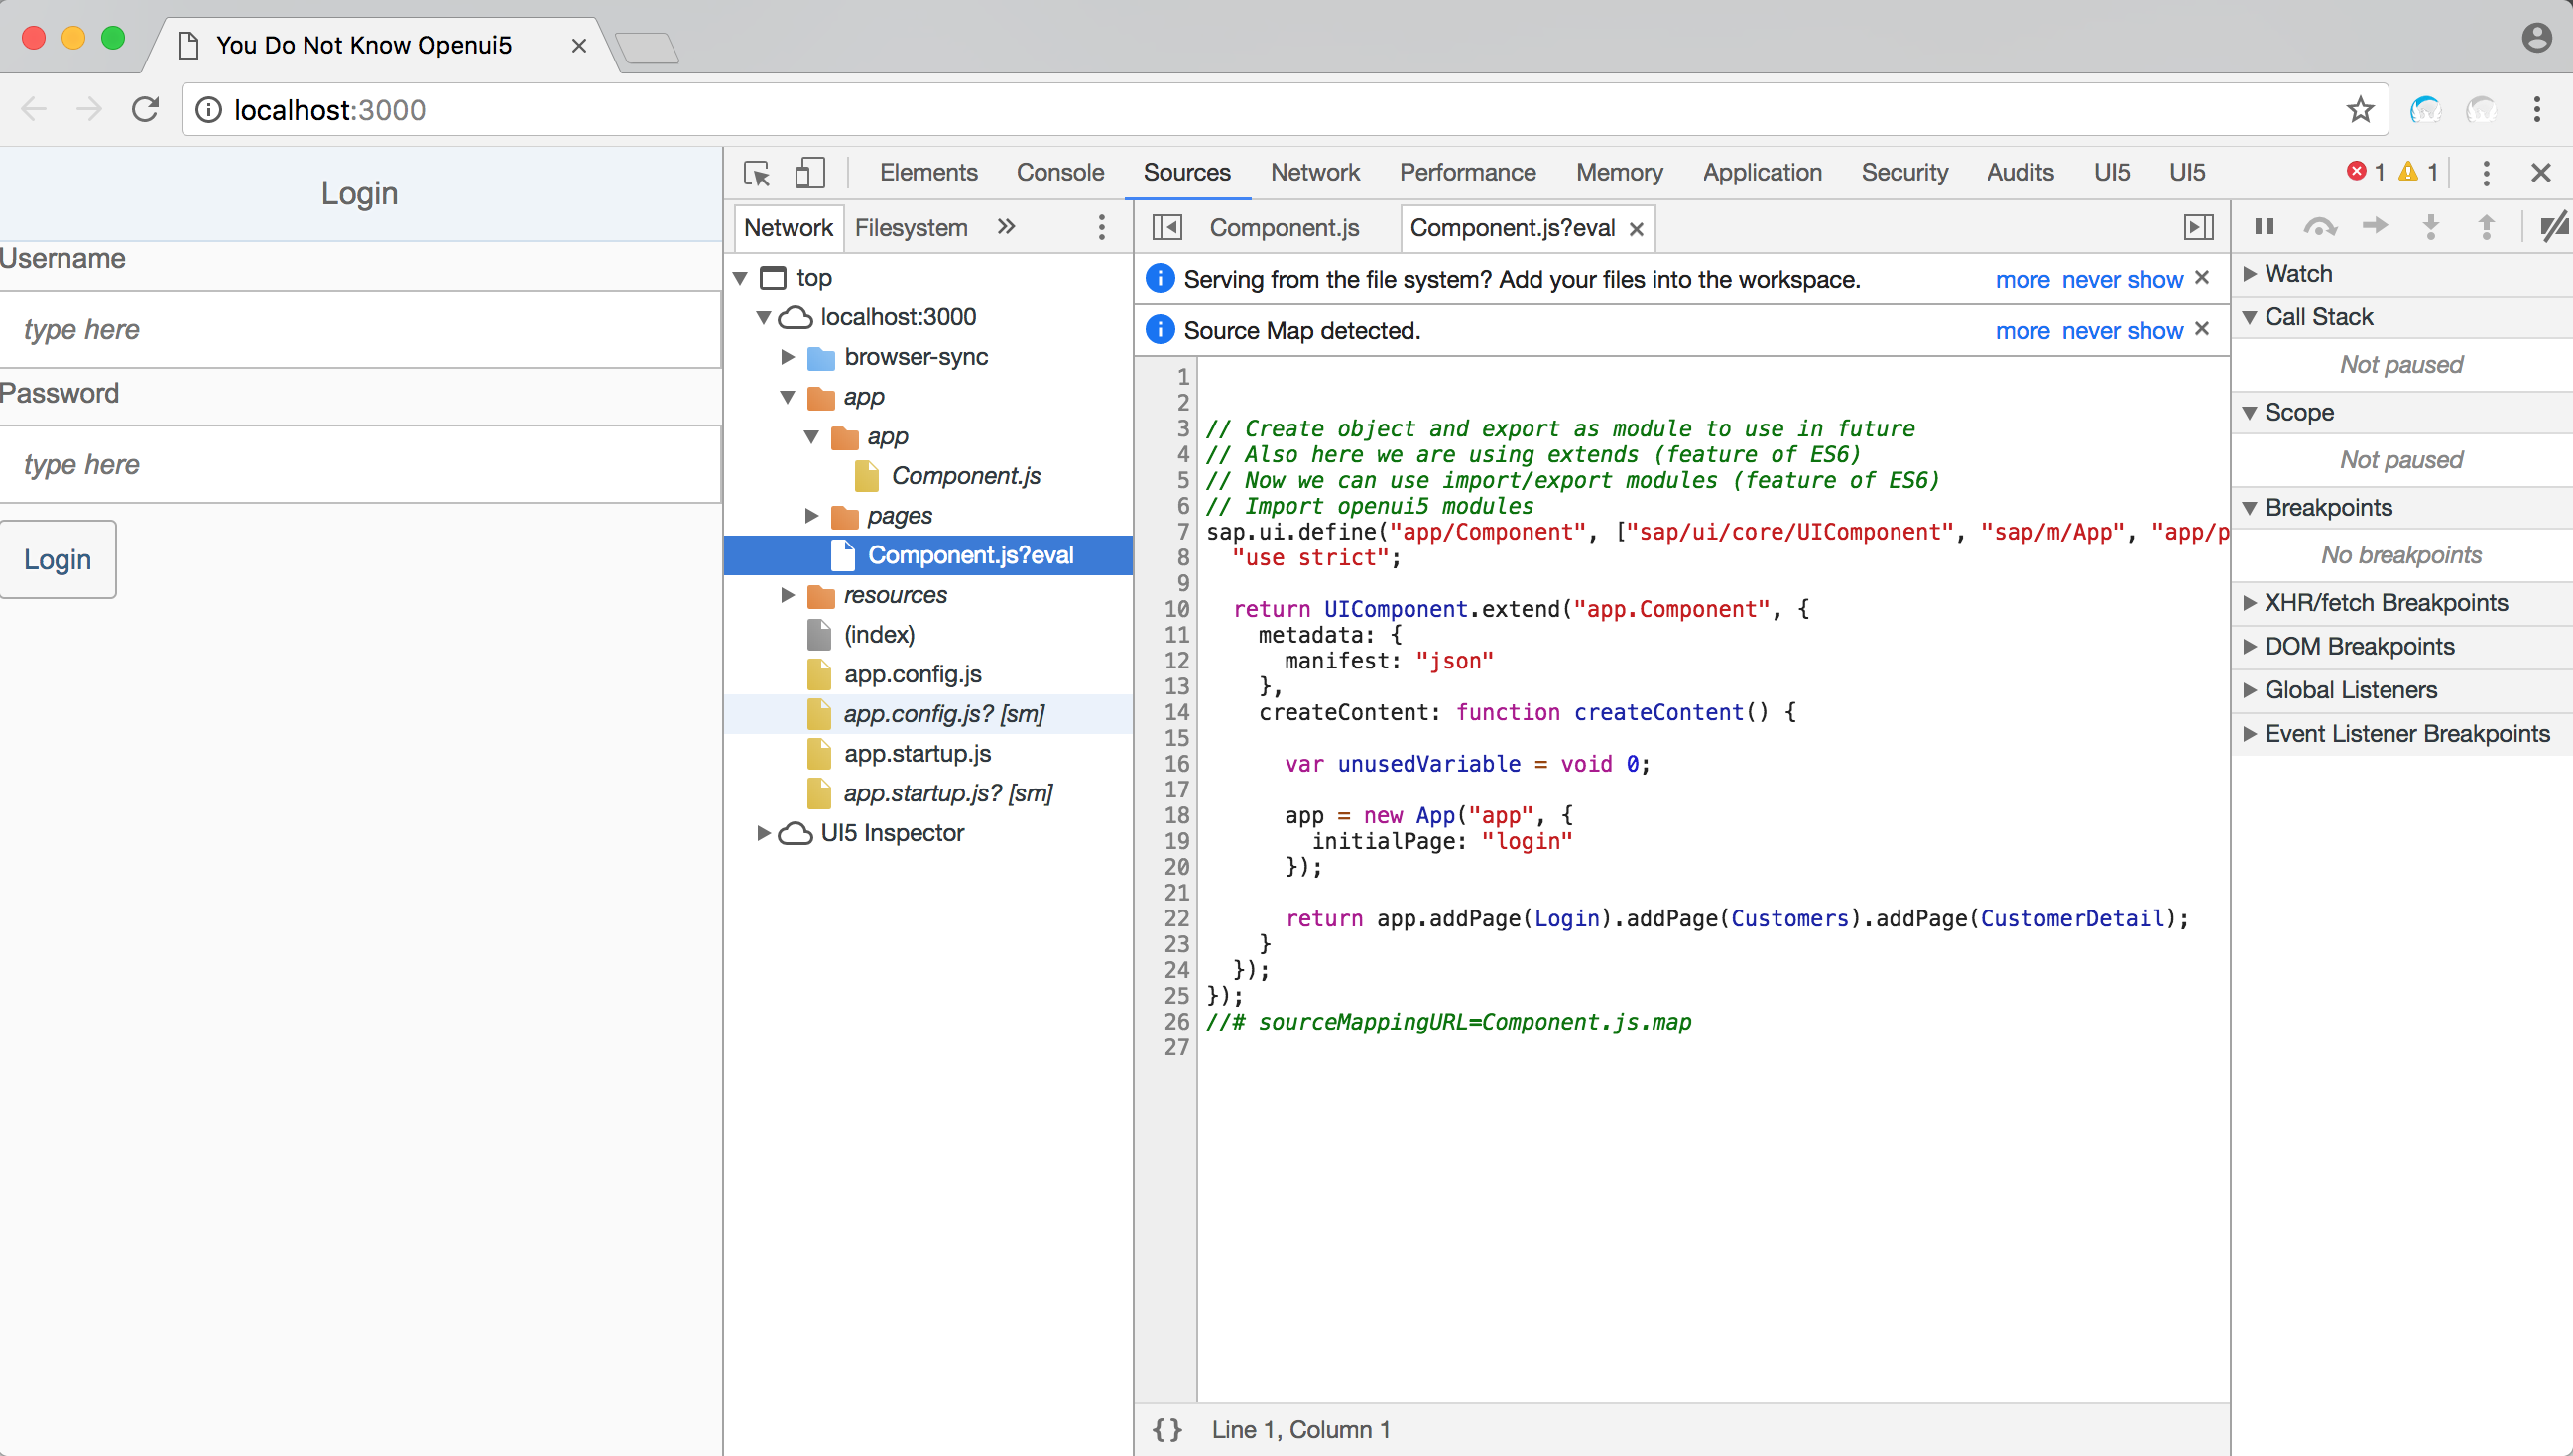 You Do Not Know Openui5
localhost:3000
Login
Username
type here
Password
type here
Login
Elements Console Sources Network Performance Memory Application Security Audits UI5 UI5 1 1
Network Filesystem
top
localhost:3000
browser-sync
app
app
Component.js
pages
Component.js?eval
resources
(index)
app.config.js
app.config.js? [sm]
app.startup.js
app.startup.js? [sm]
UI5 Inspector
Component.js Component.js?eval
Serving from the file system? Add your files into the workspace. more never show
Source Map detected. more never show
1
2
3 // Create object and export as module to use in future
4 // Also here we are using extends (feature of ES6)
5 // Now we can use import/export modules (feature of ES6)
6 // Import openui5 modules
7 sap.ui.define("app/Component", ["sap/ui/core/UIComponent", "sap/m/App", "app/p
8 "use strict";
9
10 return UIComponent.extend("app.Component", {
11 metadata: {
12 manifest: "json"
13 },
14 createContent: function createContent() {
15
16 var unusedVariable = void 0;
17
18 app = new App("app", {
19 initialPage: "login"
20 });
21
22 return app.addPage(Login).addPage(Customers).addPage(CustomerDetail);
23 }
24 });
25 });
26 //# sourceMappingURL=Component.js.map
27
{} Line 1, Column 1
Watch
Call Stack
Not paused
Scope
Not paused
Breakpoints
No breakpoints
XHR/fetch Breakpoints
DOM Breakpoints
Global Listeners
Event Listener Breakpoints